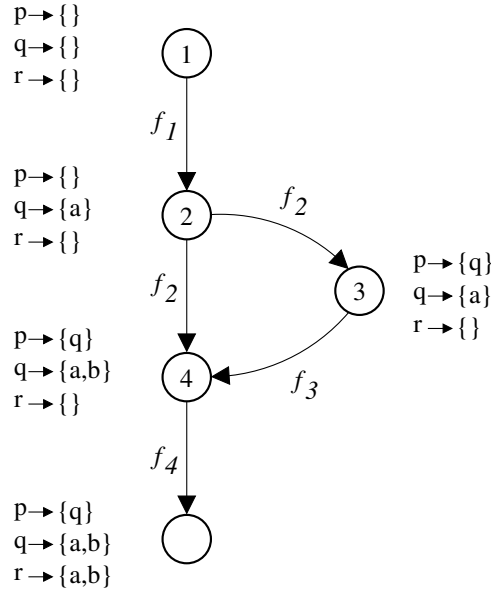 p→{}
q→{}
r→{}
1
f1
p→{}
q→{a}
r→{}
2
f2
f2
3
p→{q}
q→{a}
r→{}
p→{q}
q→{a,b}
r→{}
4
f3
f4
p→{q}
q→{a,b}
r→{a,b}